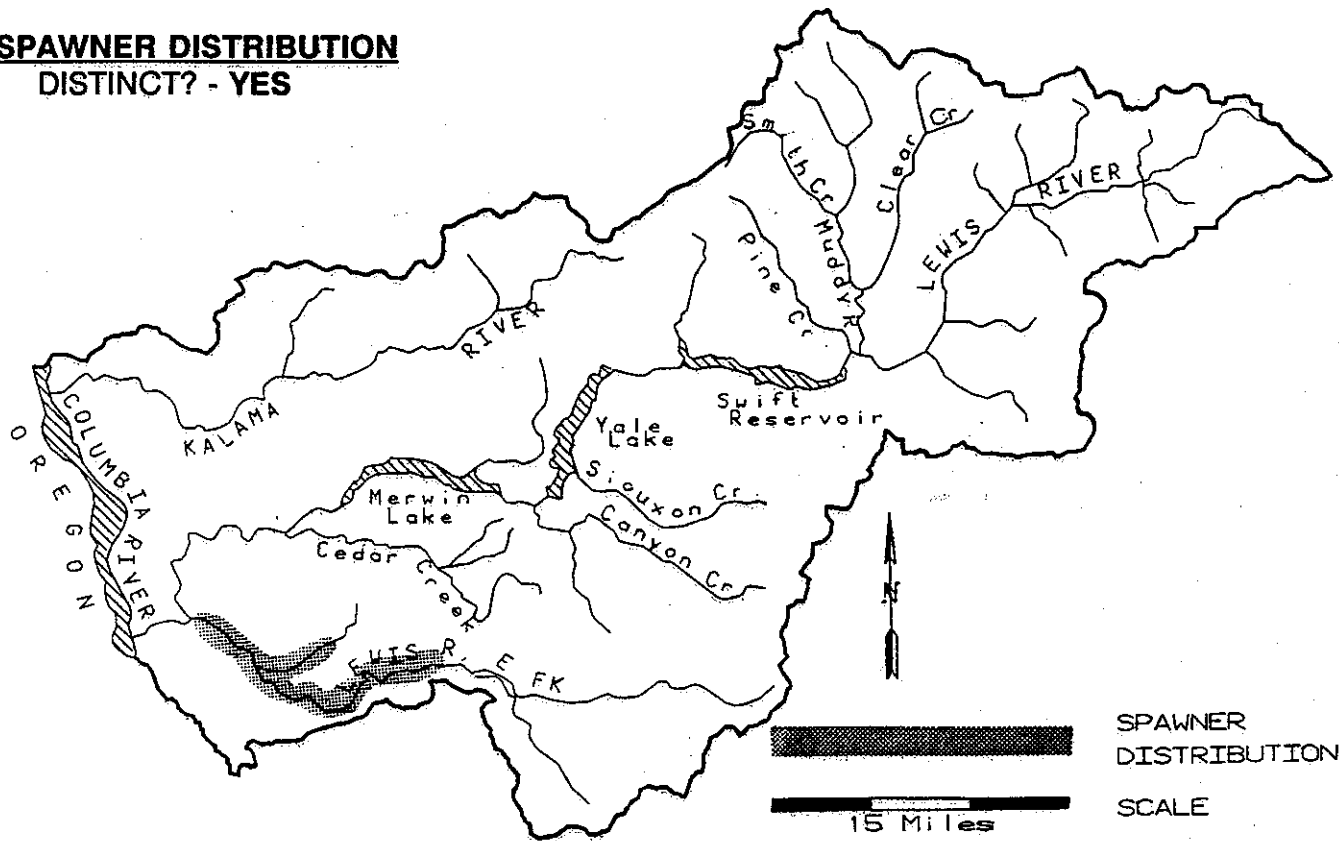 SPAWNER DISTRIBUTION
DISTINCT? - YES
Smith Cr
Clear Cr
Muddy R
Pine Cr
LEWIS RIVER
KALAMA RIVER
Swift
Reservoir
Yale
Lake
Siouxon Cr.
Canyon Cr
Merwin
Lake
Cedar Creek
COLUMBIA RIVER
OREGON
EWIS R, E FK
N
SPAWNER
DISTRIBUTION
SCALE
15 Miles